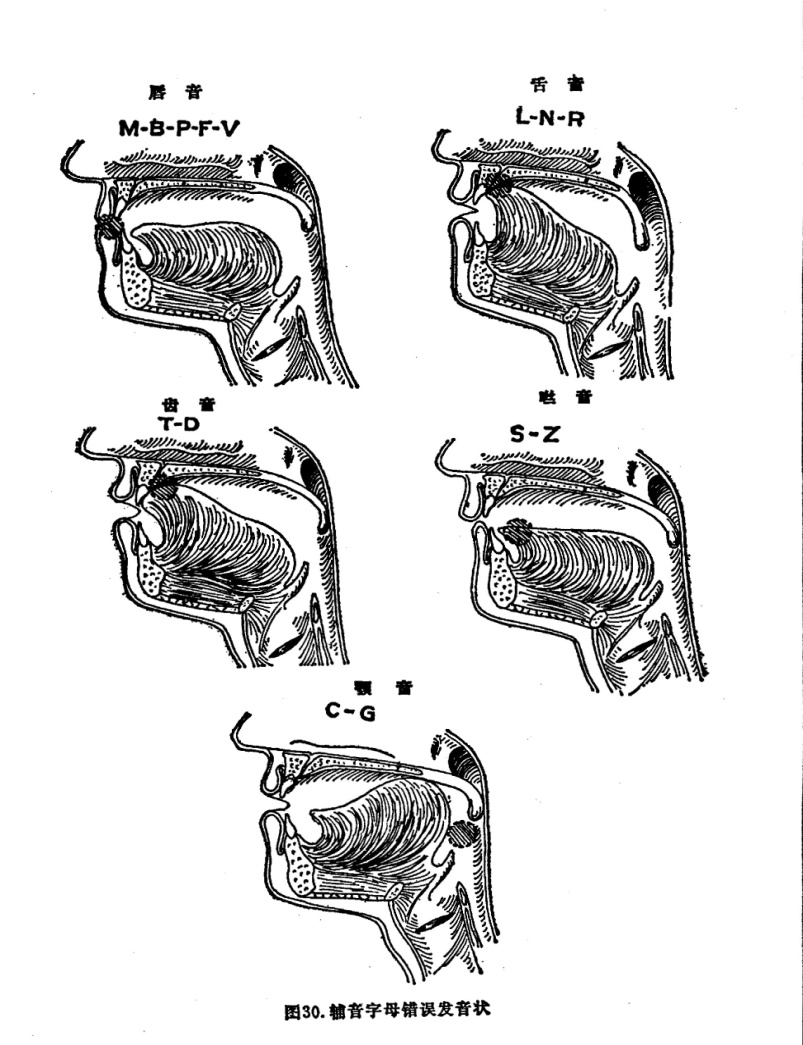 唇 音
M-B-P-F-V
舌 音
L-N-R
齿 音
T-D
咝 音
S-Z
颚 音
C-G
图30.辅音字母错误发音状